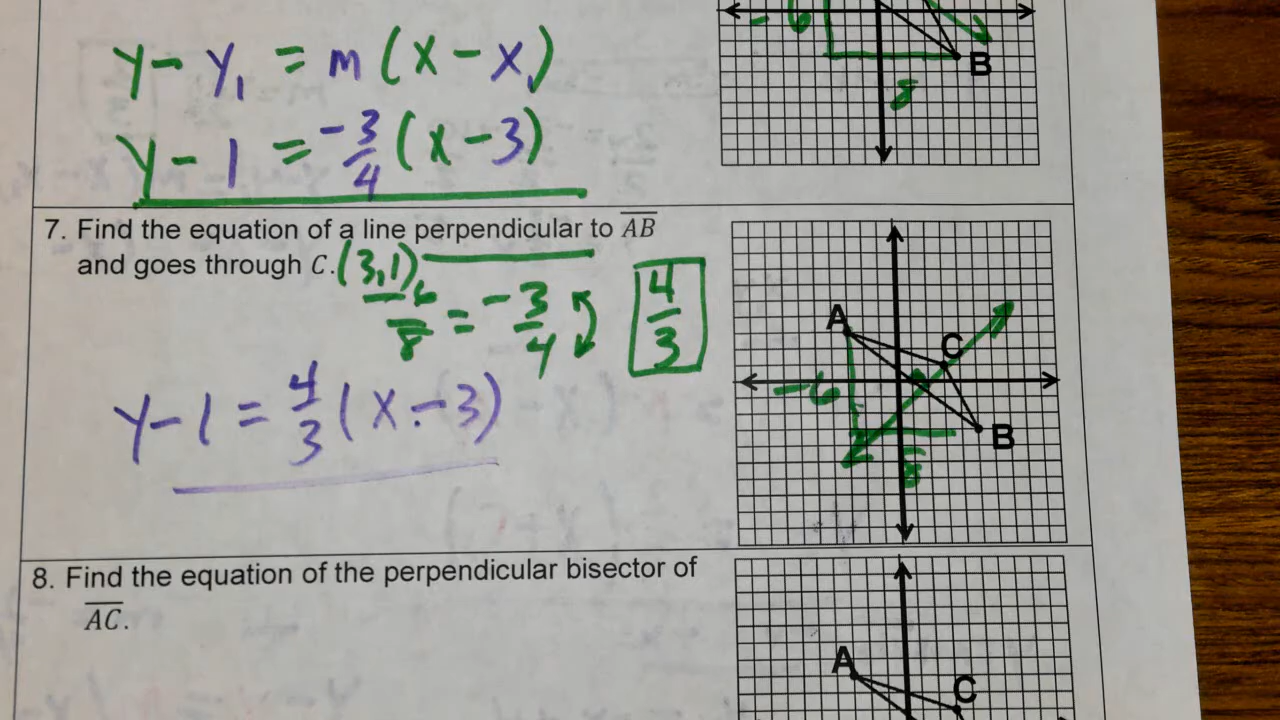 -6
B
8
y - y₁ = m(x - x₁)
y - 1 = -3/4 (x - 3)
7. Find the equation of a line perpendicular to AB
and goes through C. (3,1)
-6/8 = -3/4
4/3
y - 1 = 4/3 (x - 3)
A
C
-6
B
8
8. Find the equation of the perpendicular bisector of
AC.
A
C